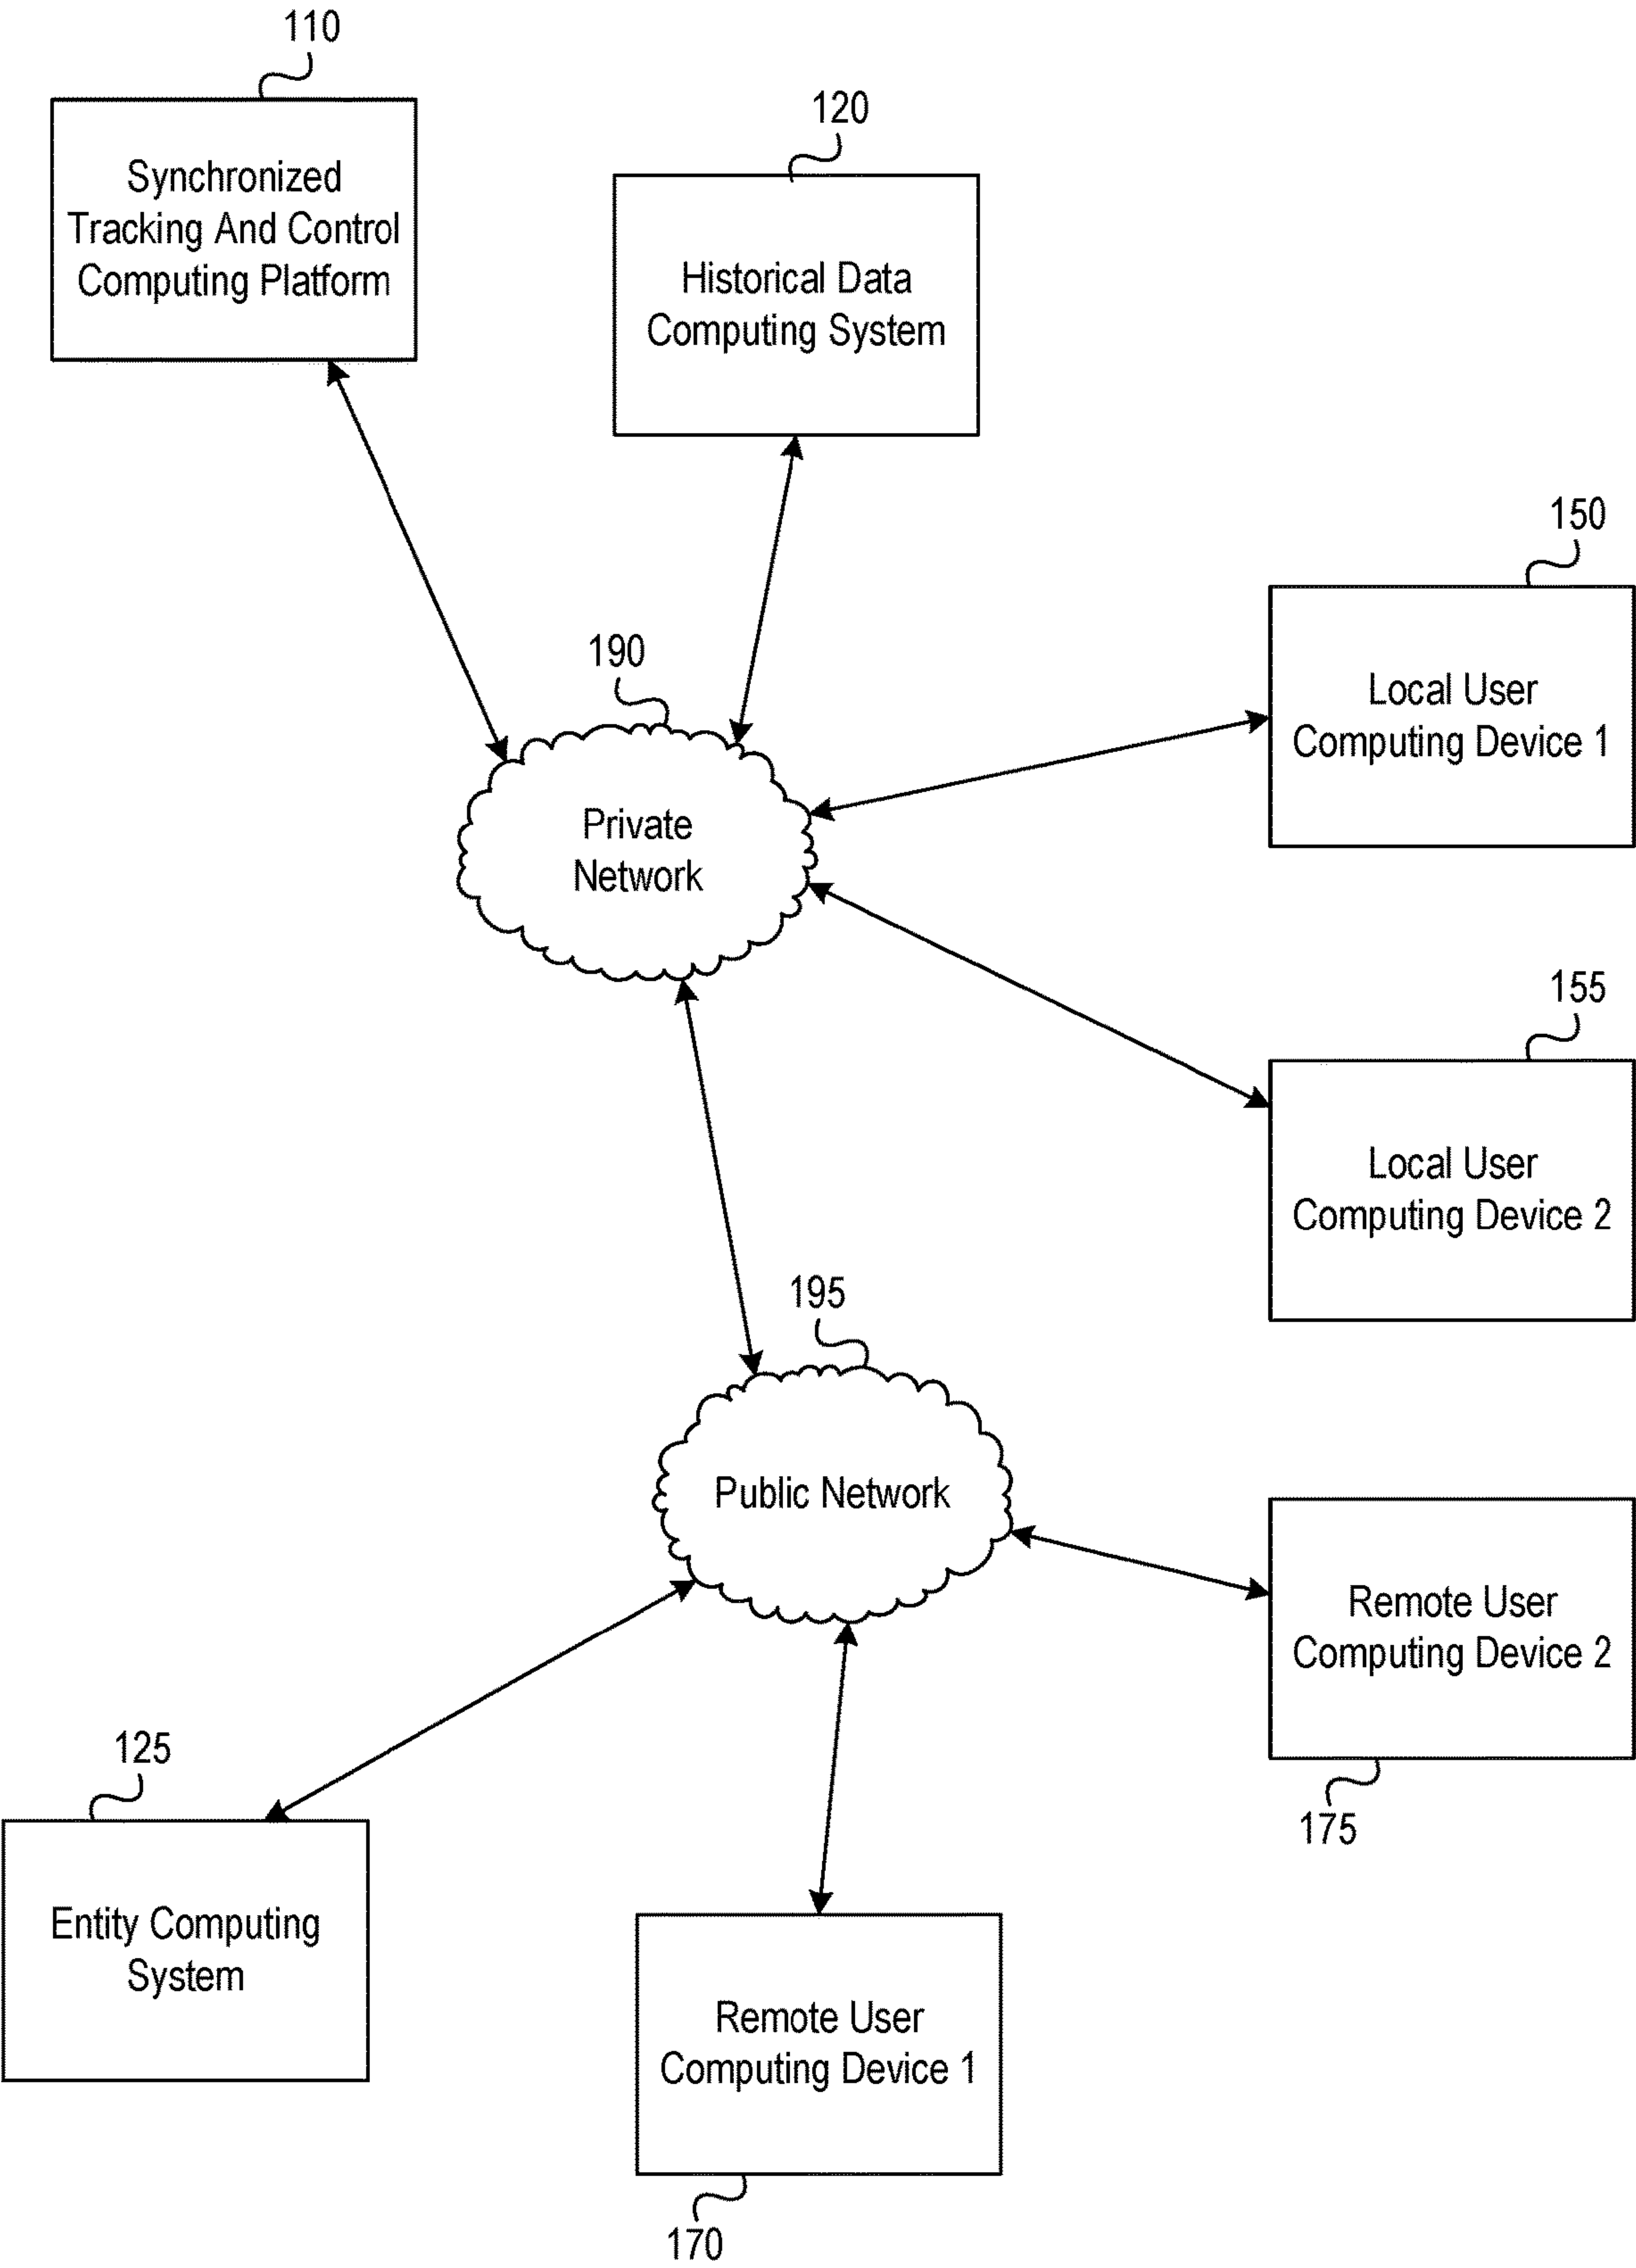 110
Synchronized
Tracking And Control
Computing Platform
120
Historical Data
Computing System
150
Local User
Computing Device 1
190
Private
Network
155
Local User
Computing Device 2
195
Public Network
Remote User
Computing Device 2
175
125
Entity Computing
System
Remote User
Computing Device 1
170